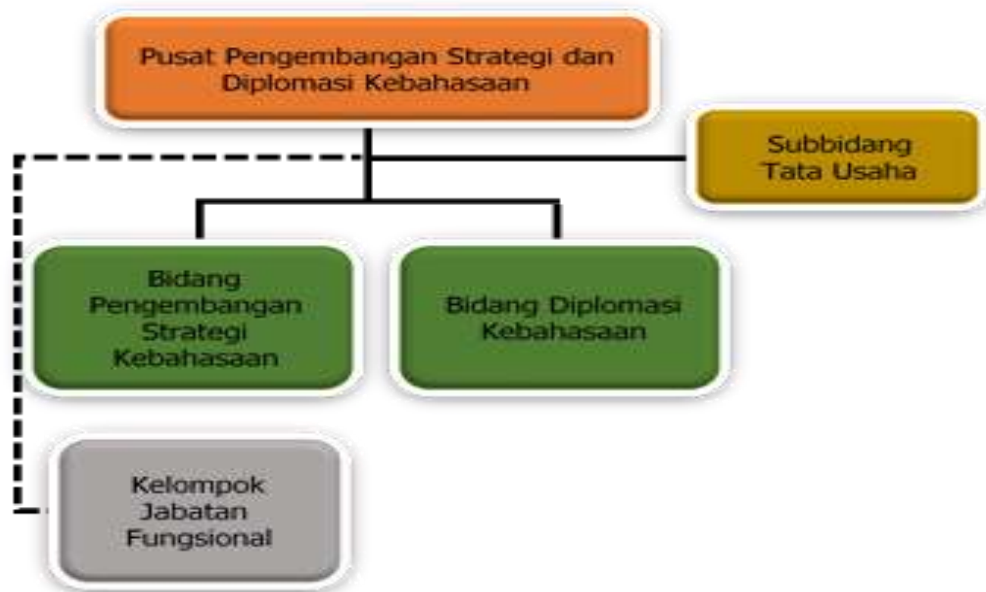 Pusat Pengembangan Strategi dan
Diplomasi Kebahasaan
Subbidang
Tata Usaha
Bidang
Pengembangan
Strategi
Kebahasaan
Bidang Diplomasi
Kebahasaan
Kelompok
Jabatan
Fungsional